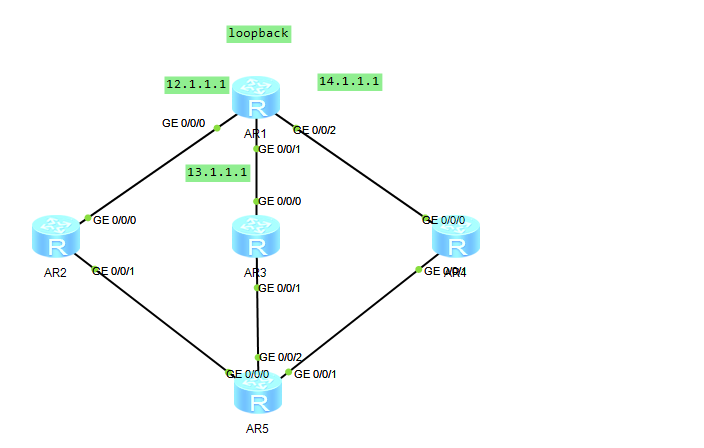 loopback
12.1.1.1
14.1.1.1
R
GE 0/0/0
GE 0/0/2
AR1
GE 0/0/1
13.1.1.1
GE 0/0/0
GE 0/0/0
GE 0/0/0
R
R
R
AR2
GE 0/0/1
AR3
GE 0/0/1
AR4
GE 0/0/1
GE 0/0/2
GE 0/0/0
GE 0/0/1
R
AR5